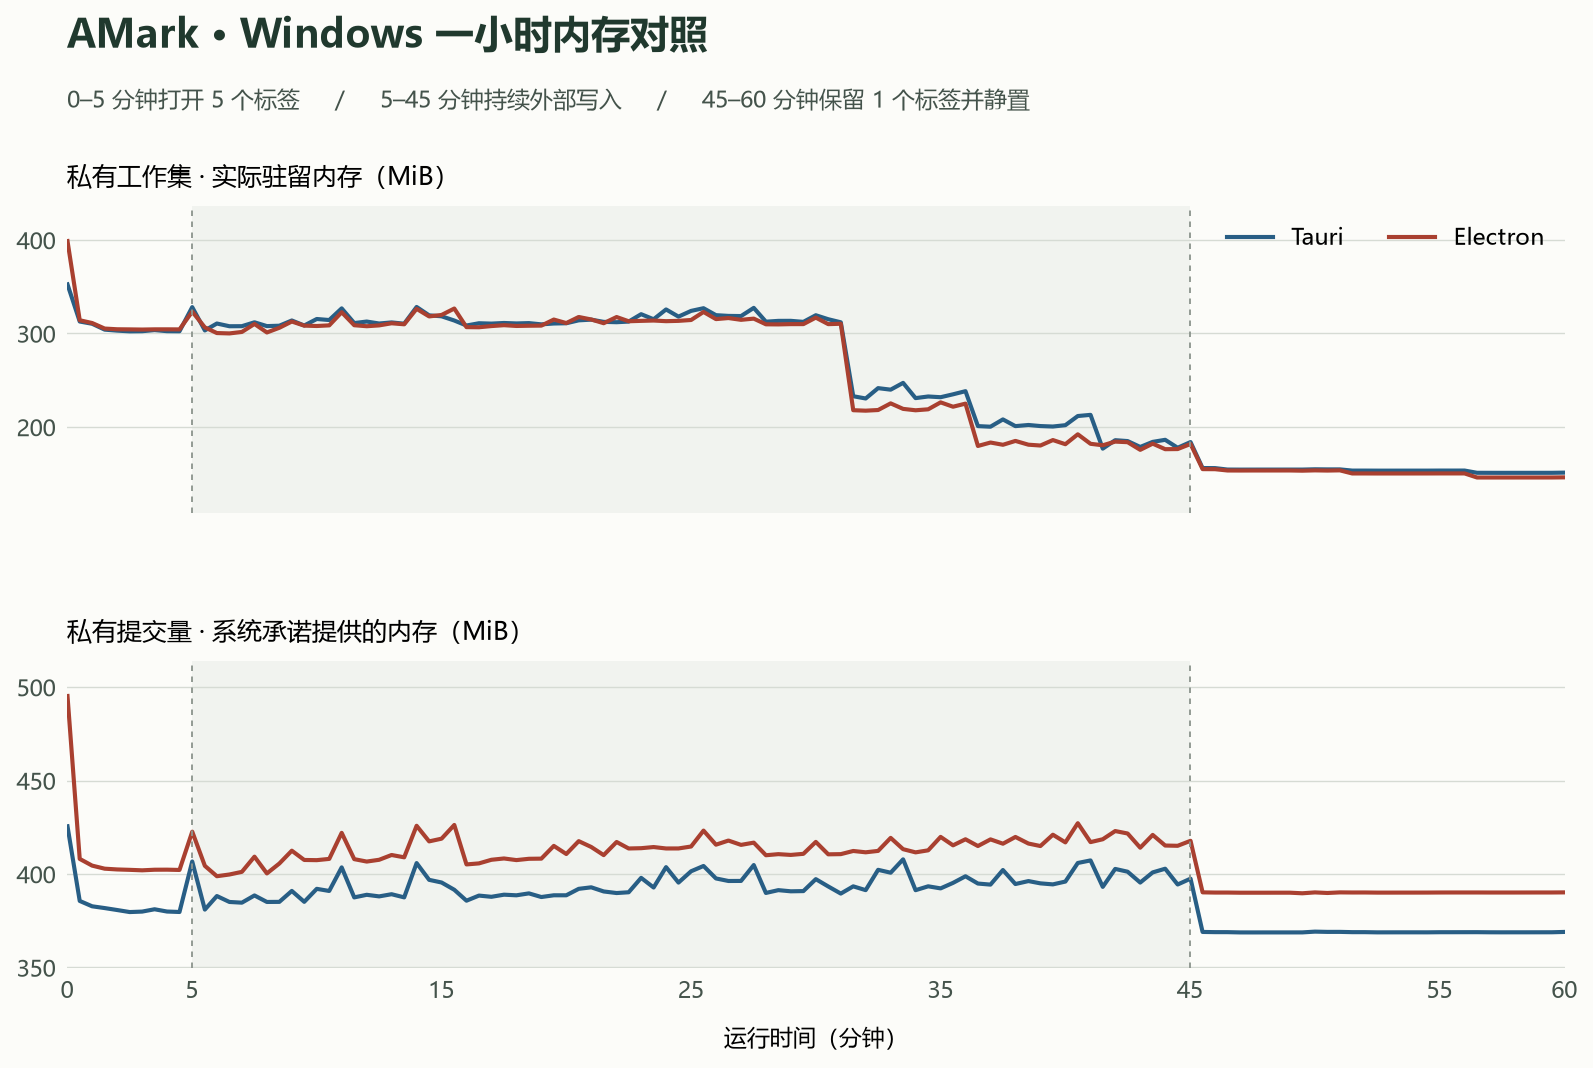 AMark • Windows 一小时内存对照
0–5 分钟打开 5 个标签 / 5–45 分钟持续外部写入 / 45–60 分钟保留 1 个标签并静置
私有工作集 · 实际驻留内存（MiB）
400
Tauri Electron
300
200
私有提交量 · 系统承诺提供的内存（MiB）
500
450
400
350
0 5 15 25 35 45 55 60
运行时间（分钟）